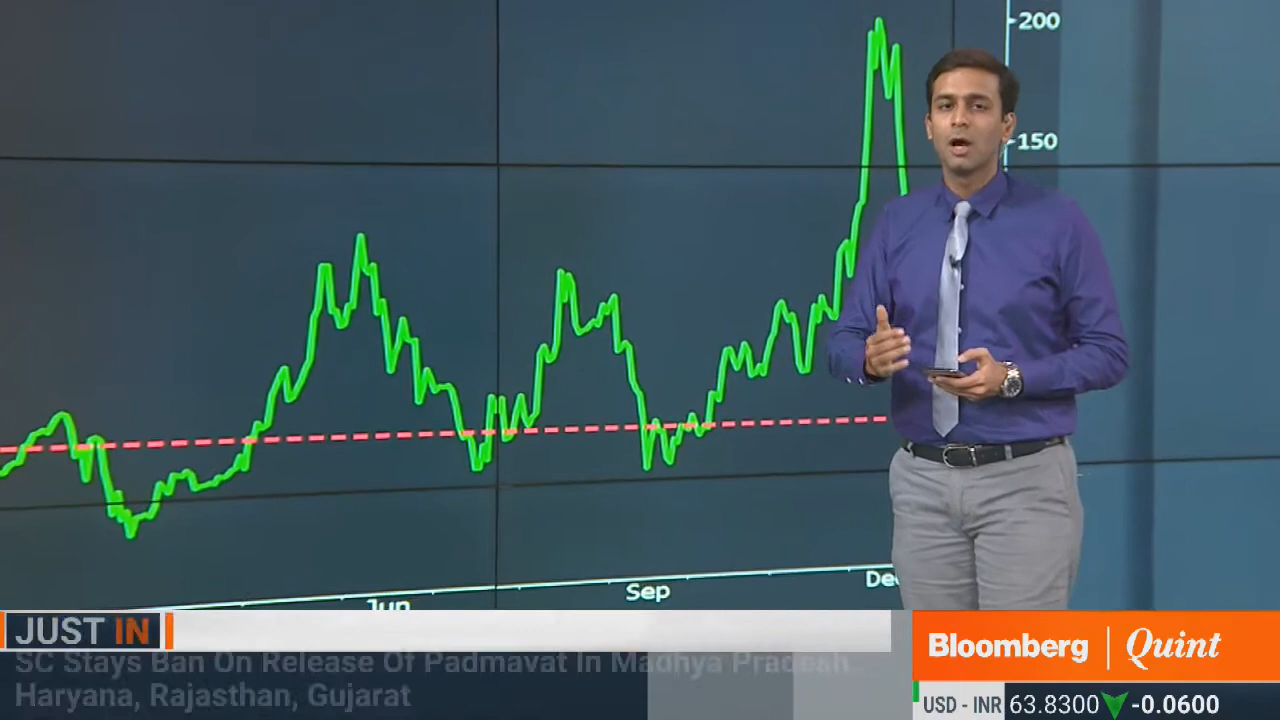 200
150
Jun
Sep
Dec
JUST IN
SC Stays Ban On Release Of Padmavat In Madhya Pradesh
Haryana, Rajasthan, Gujarat
Bloomberg | Quint
USD - INR 63.8300 -0.0600